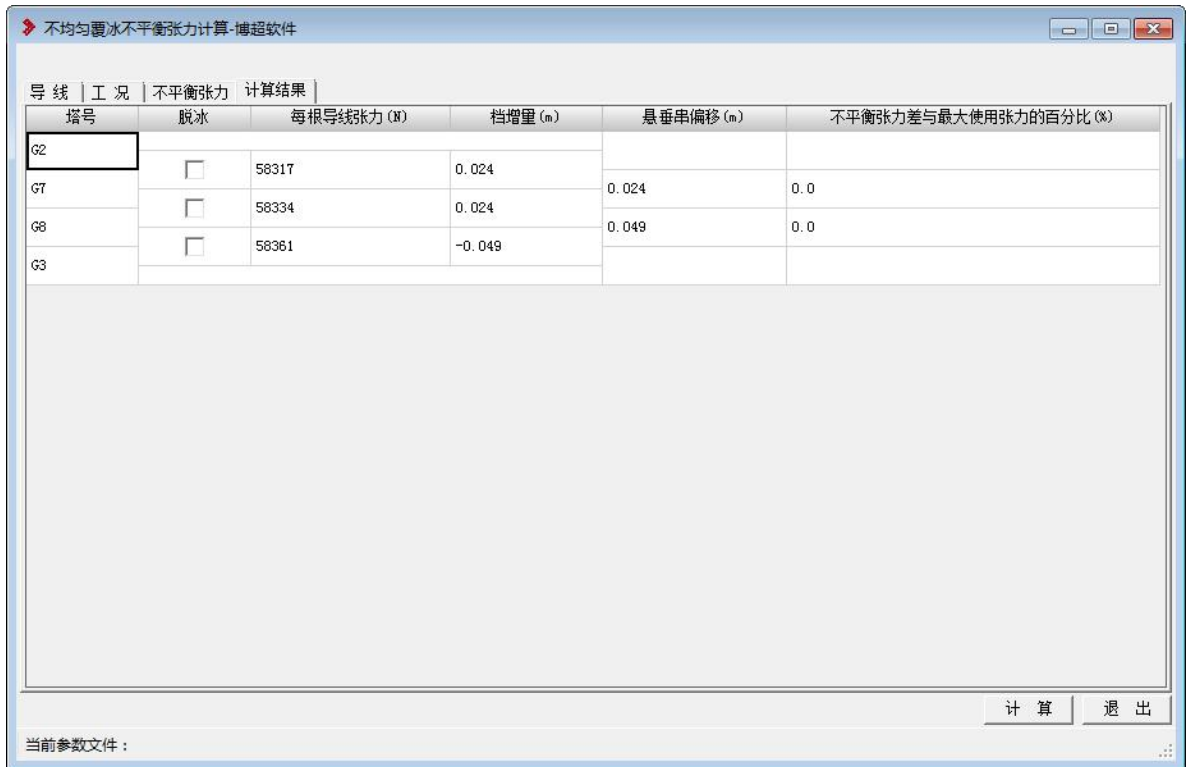 不均匀覆冰不平衡张力计算-博超软件
导 线 工 况 不平衡张力 计算结果
塔号 脱冰 每根导线张力(N) 档增量(m) 悬垂串偏移(m) 不平衡张力差与最大使用张力的百分比(%)
G2
58317 0.024
G7 0.024 0.0
58334 0.024
G8 0.049 0.0
58361 -0.049
G3
计 算 退 出
当前参数文件：